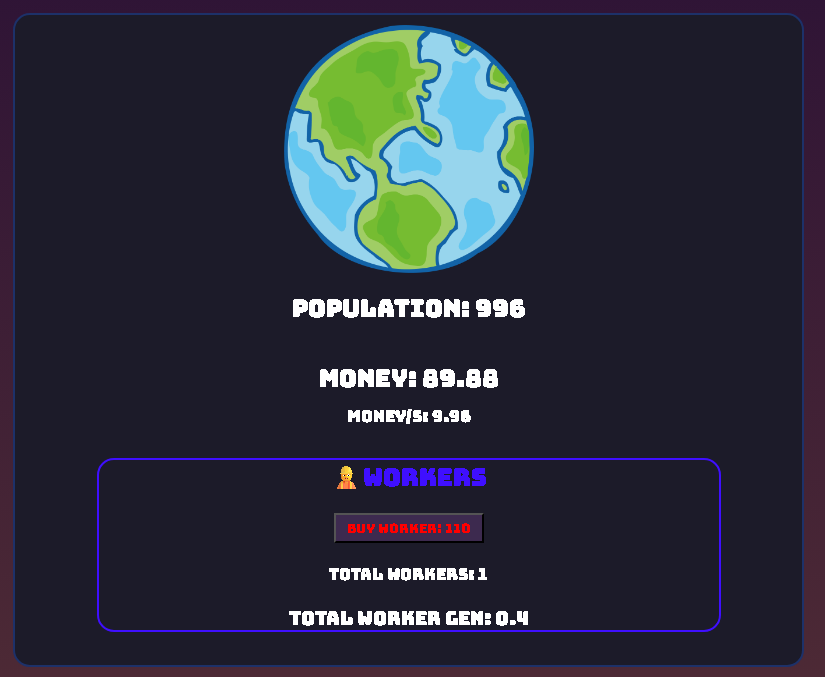 POPULATION: 996
MONEY: 89.88
MONEY/S: 9.96
WORKERS
BUY WORKER: 110
TOTAL WORKERS: 1
TOTAL WORKER GEN: 0.4